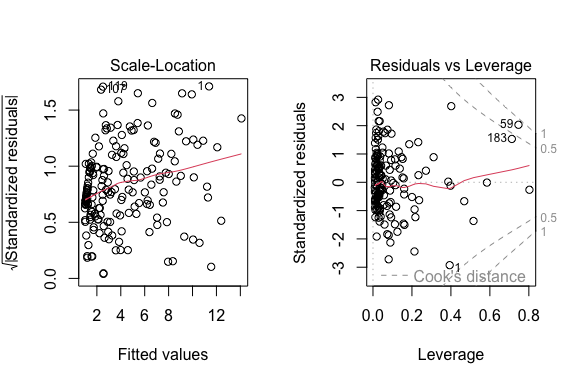 Scale-Location
√|Standardized residuals|
0.0 0.5 1.0 1.5
2 4 6 8 12
Fitted values
119
107
1
Residuals vs Leverage
Standardized residuals
-3 -2 -1 0 1 2 3
0.0 0.2 0.4 0.6 0.8
Leverage
59
183
1
1
0.5
0.5
1
Cook's distance